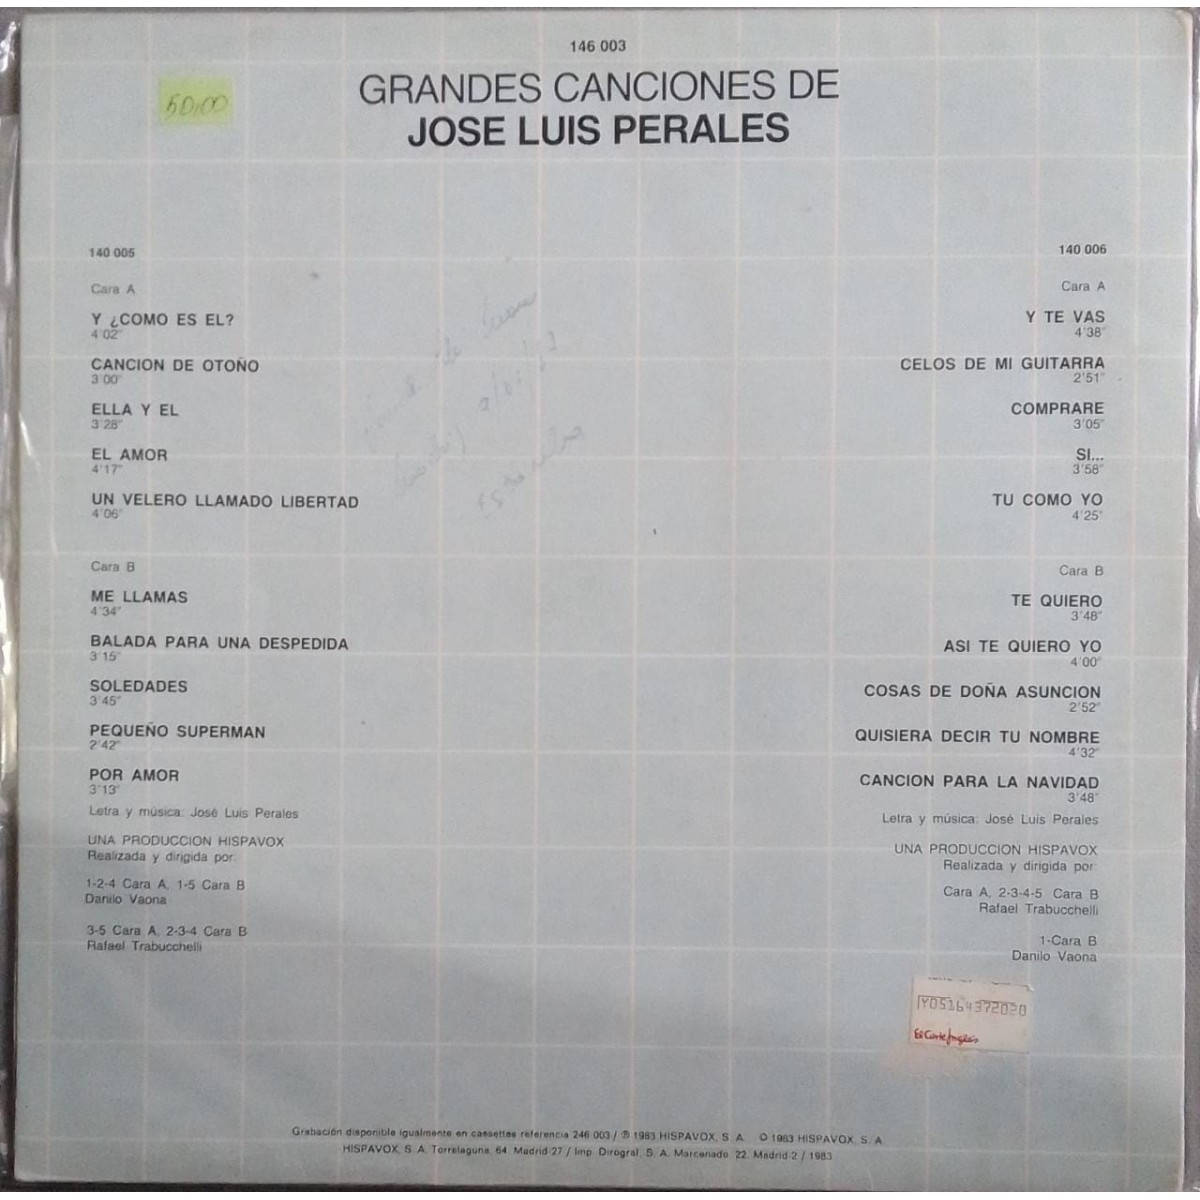 146 003
GRANDES CANCIONES DE
JOSE LUIS PERALES
50,00
140 005
Cara A
Y ¿COMO ES EL?
4'02"
CANCION DE OTOÑO
3'00"
ELLA Y EL
3'28"
EL AMOR
4'17"
UN VELERO LLAMADO LIBERTAD
4'06"
Cara B
ME LLAMAS
4'34"
BALADA PARA UNA DESPEDIDA
3'15"
SOLEDADES
3'45"
PEQUEÑO SUPERMAN
2'42"
POR AMOR
3'13"
Letra y música: José Luis Perales
UNA PRODUCCION HISPAVOX
Realizada y dirigida por:
1-2-4 Cara A, 1-5 Cara B
Danilo Vaona
3-5 Cara A, 2-3-4 Cara B
Rafael Trabucchelli
140 006
Cara A
Y TE VAS
4'38"
CELOS DE MI GUITARRA
2'51"
COMPRARE
3'05"
SI...
3'58"
TU COMO YO
4'25"
Cara B
TE QUIERO
3'48"
ASI TE QUIERO YO
4'00"
COSAS DE DOÑA ASUNCION
2'52"
QUISIERA DECIR TU NOMBRE
4'32"
CANCION PARA LA NAVIDAD
3'48"
Letra y música: José Luis Perales
UNA PRODUCCION HISPAVOX
Realizada y dirigida por:
Cara A, 2-3-4-5 Cara B
Rafael Trabucchelli
1-Cara B
Danilo Vaona
Y05164372020
El Corte Inglés
Grabación disponible igualmente en cassettes referencia 246 003 / ℗ 1983 HISPAVOX, S. A. © 1983 HISPAVOX, S. A.
HISPAVOX, S. A. Torrelaguna, 64. Madrid-27 / Imp. Dirogral, S. A. Marcenado, 22. Madrid-2 / 1983